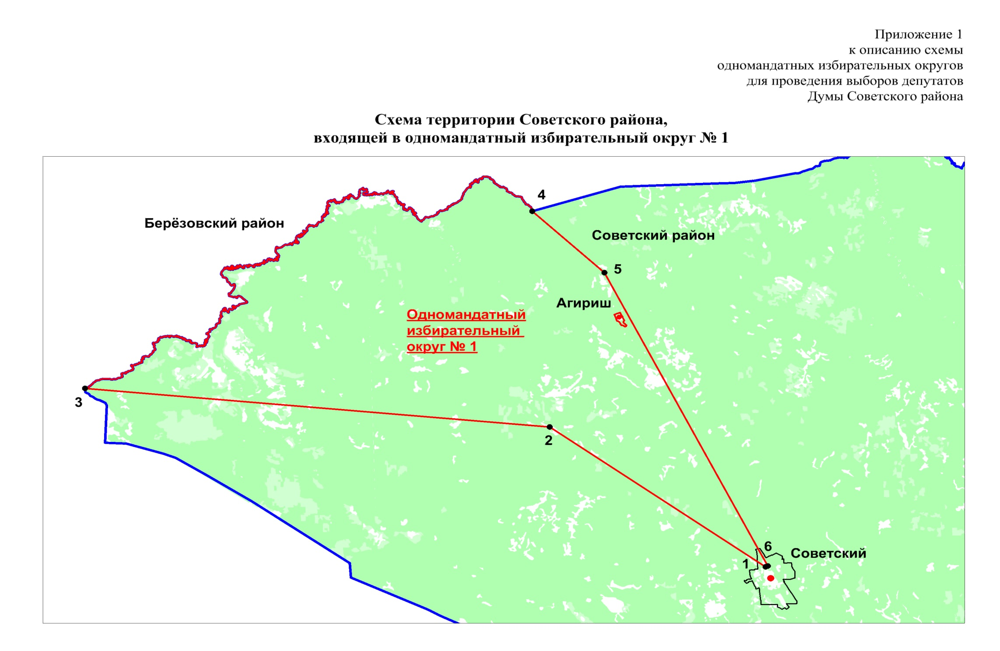 Приложение 1
к описанию схемы
одномандатных избирательных округов
для проведения выборов депутатов
Думы Советского района
Схема территории Советского района,
входящей в одномандатный избирательный округ № 1
4
Берёзовский район
Советский район
5
Агириш
Одномандатный
избирательный
округ № 1
3
2
6
Советский
1